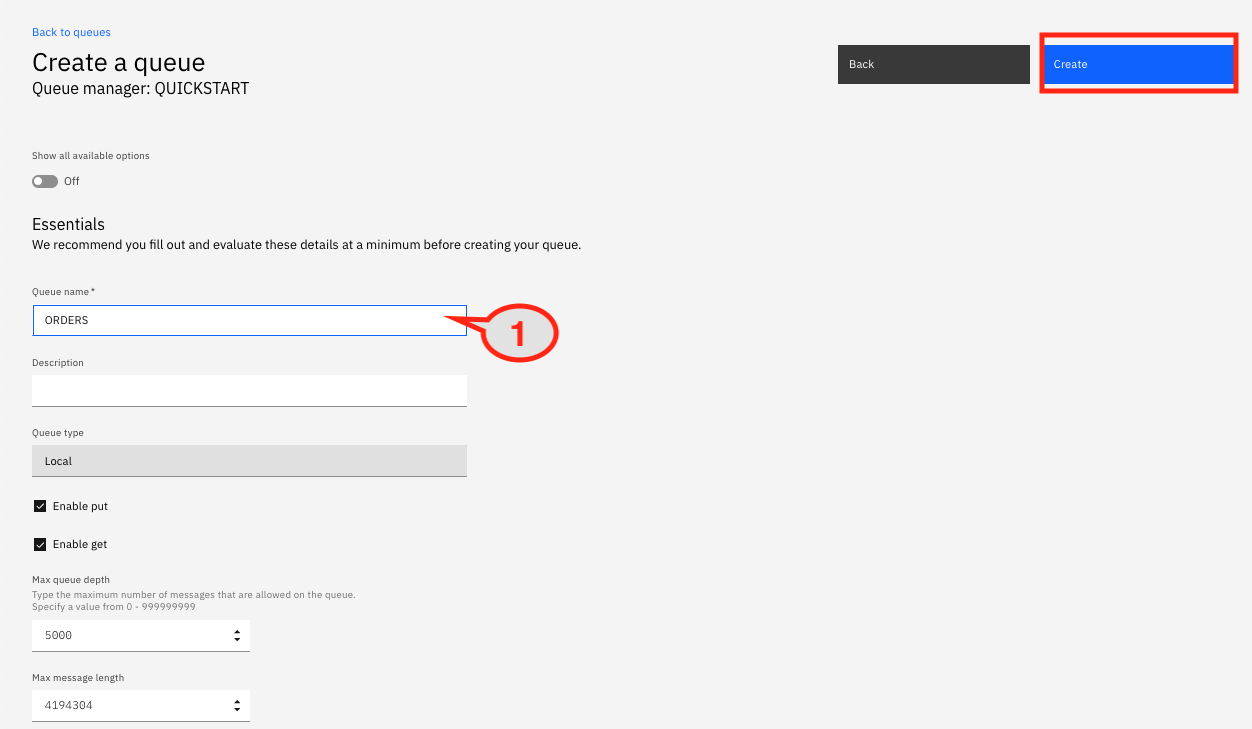 Back to queues
Create a queue
Queue manager: QUICKSTART
Back
Create
Show all available options
Off
Essentials
We recommend you fill out and evaluate these details at a minimum before creating your queue.
Queue name *
ORDERS
1
Description
Queue type
Local
Enable put
Enable get
Max queue depth
Type the maximum number of messages that are allowed on the queue.
Specify a value from 0 - 999999999
5000
Max message length
4194304